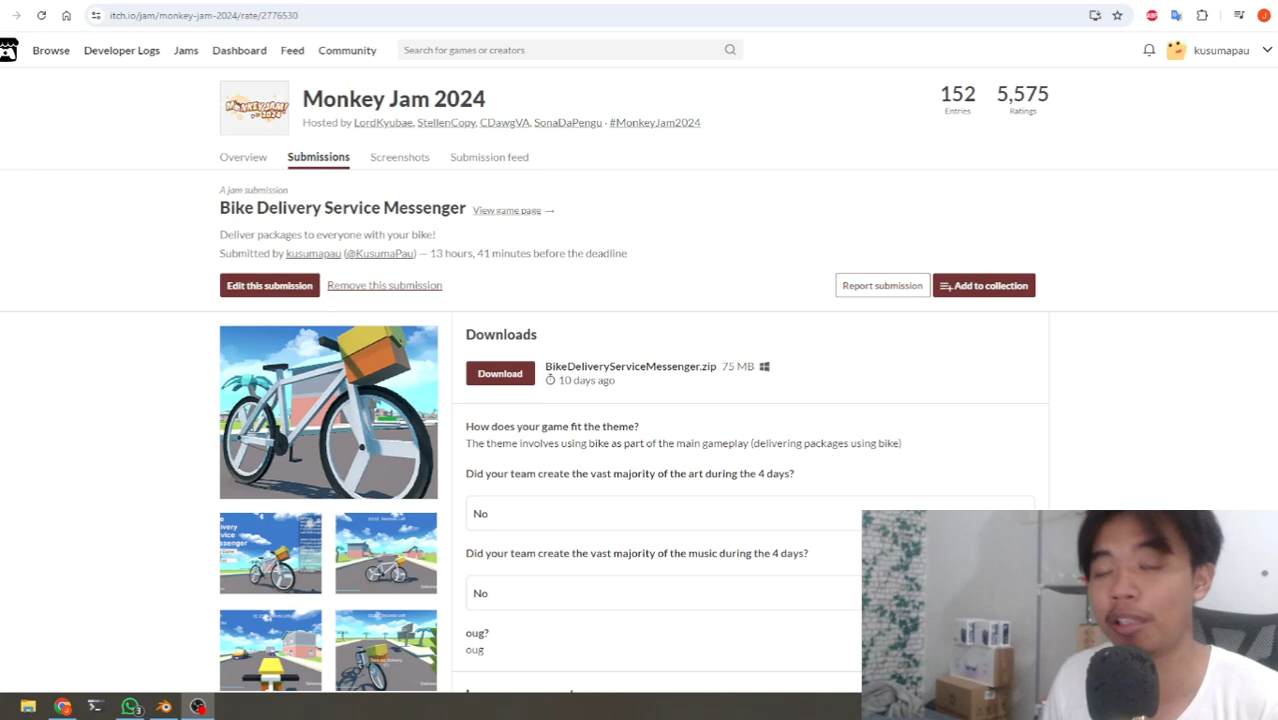 itch.io/jam/monkey-jam-2024/rate/2776530
Browse Developer Logs Jams Dashboard Feed Community Search for games or creators kusumapau
MONKEY JAM!
2024
Monkey Jam 2024
Hosted by LordKyubae, StellenCopy, CDawgVA, SonaDaPengu · #MonkeyJam2024
152 5,575
Entries Ratings
Overview Submissions Screenshots Submission feed
A jam submission
Bike Delivery Service Messenger View game page →
Deliver packages to everyone with your bike!
Submitted by kusumapau (@KusumaPau) — 13 hours, 41 minutes before the deadline
Edit this submission Remove this submission Report submission Add to collection
Downloads
Download BikeDeliveryServiceMessenger.zip 75 MB
10 days ago
How does your game fit the theme?
The theme involves using bike as part of the main gameplay (delivering packages using bike)
Did your team create the vast majority of the art during the 4 days?
No
Did your team create the vast majority of the music during the 4 days?
No
oug?
oug